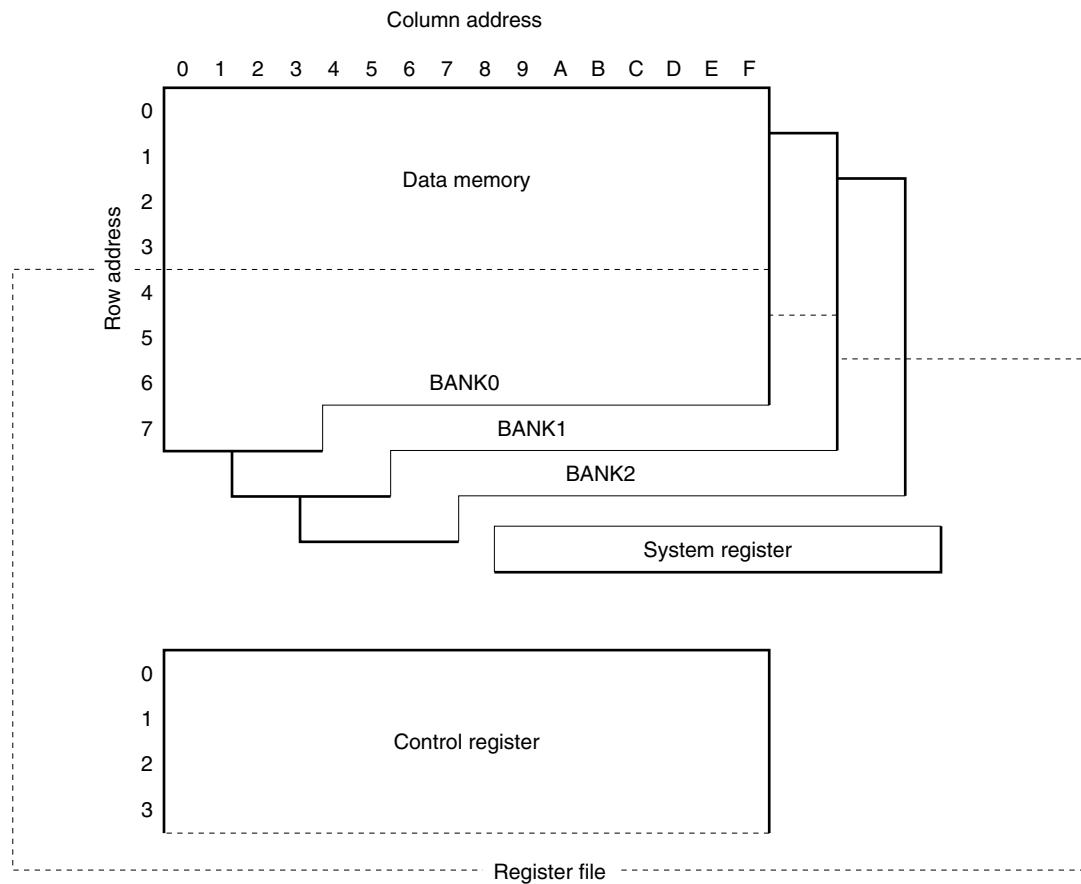 Column address
0 1 2 3 4 5 6 7 8 9 A B C D E F
Row address
0
1
Data memory
2
3
4
5
6
BANK0
7
BANK1
BANK2
System register
0
1
Control register
2
3
Register file